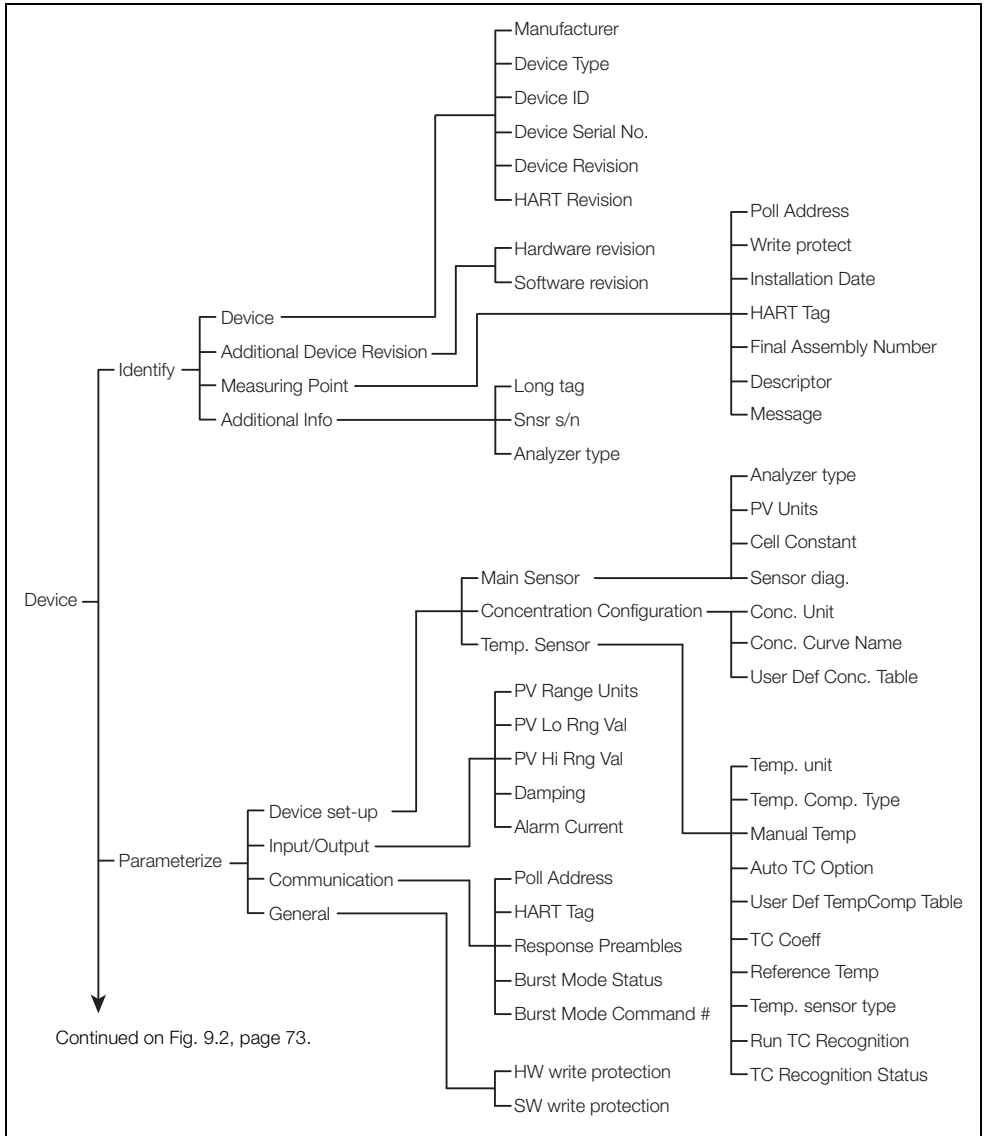 Manufacturer
Device Type
Device ID
Device Serial No.
Device Revision
HART Revision
Hardware revision
Software revision
Poll Address
Write protect
Installation Date
HART Tag
Final Assembly Number
Descriptor
Message
Device
Additional Device Revision
Identify
Measuring Point
Additional Info
Long tag
Snsr s/n
Analyzer type
Analyzer type
PV Units
Cell Constant
Sensor diag.
Device
Main Sensor
Concentration Configuration
Temp. Sensor
Conc. Unit
Conc. Curve Name
User Def Conc. Table
PV Range Units
PV Lo Rng Val
PV Hi Rng Val
Damping
Alarm Current
Temp. unit
Temp. Comp. Type
Manual Temp
Auto TC Option
User Def TempComp Table
TC Coeff
Reference Temp
Temp. sensor type
Run TC Recognition
TC Recognition Status
Device set-up
Input/Output
Parameterize
Communication
General
Poll Address
HART Tag
Response Preambles
Burst Mode Status
Burst Mode Command #
Continued on Fig. 9.2, page 73.
HW write protection
SW write protection